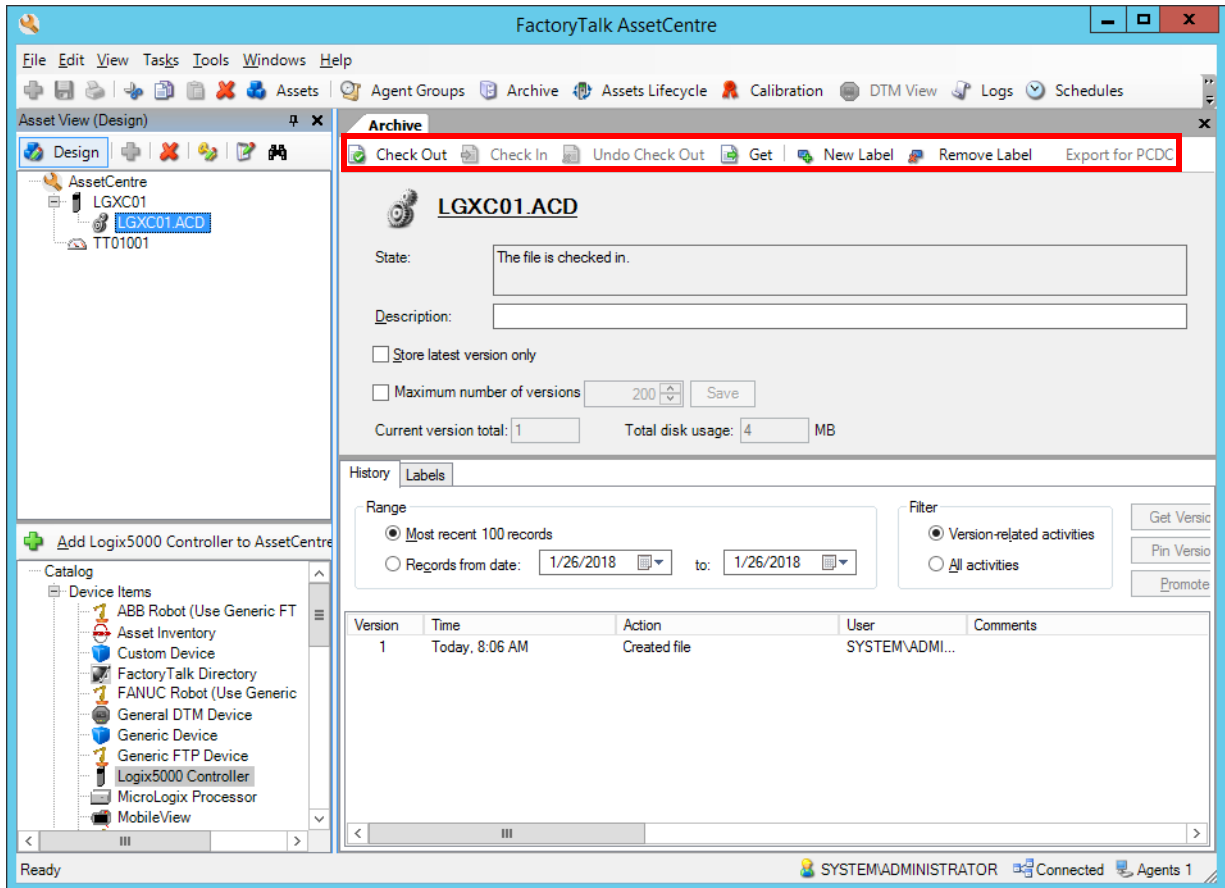 FactoryTalk AssetCentre
File Edit View Tasks Tools Windows Help
Assets Agent Groups Archive Assets Lifecycle Calibration DTM View Logs Schedules
Asset View (Design)
Design
AssetCentre
LGXC01
LGXC01.ACD
TT01001
Add Logix5000 Controller to AssetCentre
Catalog
Device Items
ABB Robot (Use Generic FT
Asset Inventory
Custom Device
FactoryTalk Directory
FANUC Robot (Use Generic
General DTM Device
Generic Device
Generic FTP Device
Logix5000 Controller
MicroLogix Processor
MobileView
Archive
Check Out Check In Undo Check Out Get New Label Remove Label Export for PCDC
LGXC01.ACD
State: The file is checked in.
Description:
Store latest version only
Maximum number of versions 200 Save
Current version total: 1 Total disk usage: 4 MB
History Labels
Range Filter
Most recent 100 records Version-related activities Get Versic
Records from date: 1/26/2018 to: 1/26/2018 All activities Pin Versio
Promote
Version Time Action User Comments
1 Today, 8:06 AM Created file SYSTEM\ADMI...
Ready SYSTEM\ADMINISTRATOR Connected Agents 1